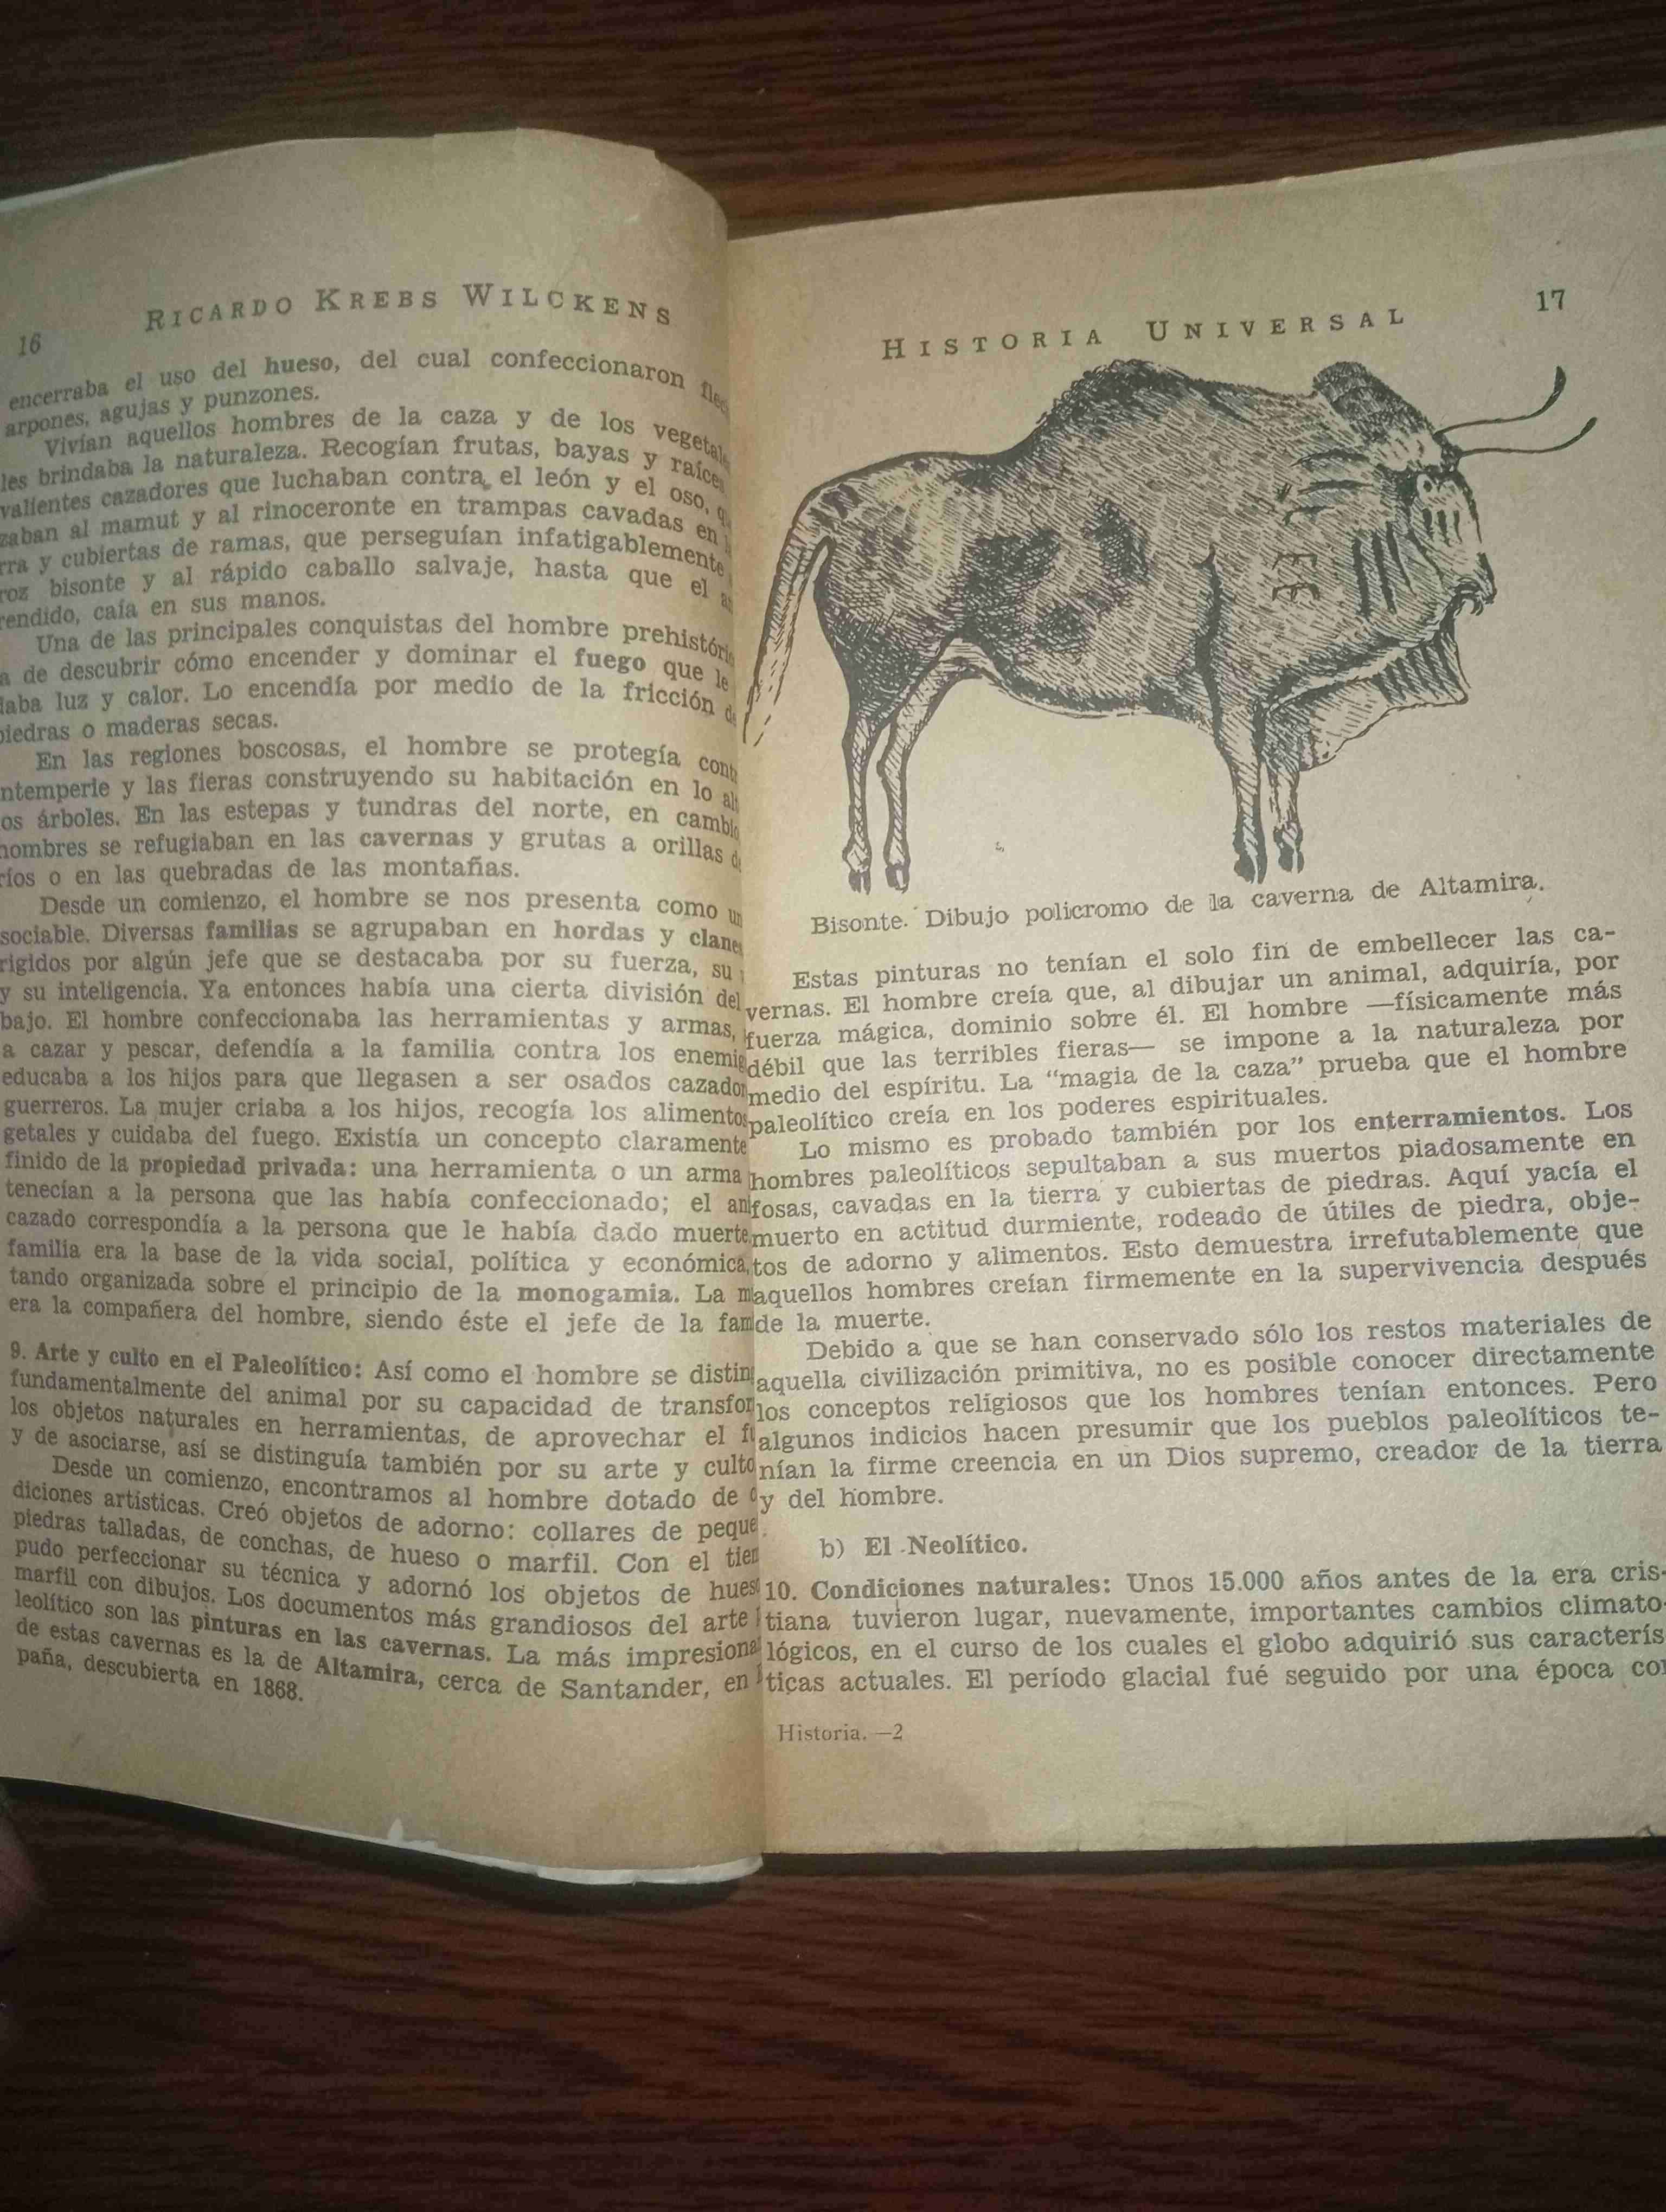 16
RICARDO KREBS WILCKENS
encerraba el uso del hueso, del cual confeccionaron
arpones, agujas y punzones.
Vivían aquellos hombres de la caza y de los
les brindaba la naturaleza. Recogían frutas, bayas y
valientes cazadores que luchaban contra el león y el oso,
zaban al mamut y al rinoceronte en trampas cavadas en
rra y cubiertas de ramas, que perseguían infatigablemente
roz bisonte y al rápido caballo salvaje, hasta que el
rendido, caía en sus manos.
Una de las principales conquistas del hombre
a de descubrir cómo encender y dominar el fuego que le
daba luz y calor. Lo encendía por medio de la fricción
piedras o maderas secas.
En las regiones boscosas, el hombre se protegía
ntemperie y las fieras construyendo su habitación en lo
os árboles. En las estepas y tundras del norte, en cambio
hombres se refugiaban en las cavernas y grutas a orillas
ríos o en las quebradas de las montañas.
Desde un comienzo, el hombre se nos presenta como un
sociable. Diversas familias se agrupaban en hordas y clanes
rigidos por algún jefe que se destacaba por su fuerza, su
y su inteligencia. Ya entonces había una cierta división del
bajo. El hombre confeccionaba las herramientas y armas,
a cazar y pescar, defendía a la familia contra los enemig
educaba a los hijos para que llegasen a ser osados cazador
guerreros. La mujer criaba a los hijos, recogía los alimentos
getales y cuidaba del fuego. Existía un concepto claramente
finido de la propiedad privada: una herramienta o un arma
tenecían a la persona que las había confeccionado; el an
cazado correspondía a la persona que le había dado muerte
familia era la base de la vida social, política y económica,
tando organizada sobre el principio de la monogamia. La m
era la compañera del hombre, siendo éste el jefe de la fam
9. Arte y culto en el Paleolítico: Así como el hombre se disting
fundamentalmente del animal por su capacidad de transfor
los objetos naturales en herramientas, de aprovechar el f
y de asociarse, así se distinguía también por su arte y culto
Desde un comienzo, encontramos al hombre dotado de
diciones artísticas. Creó objetos de adorno: collares de peque
piedras talladas, de conchas, de hueso o marfil. Con el tiem
pudo perfeccionar su técnica y adornó los objetos de hues
marfil con dibujos. Los documentos más grandiosos del arte
leolítico son las pinturas en las cavernas. La más impresiona
de estas cavernas es la de Altamira, cerca de Santander, en
paña, descubierta en 1868.
HISTORIA UNIVERSAL
17
Bisonte. Dibujo policromo de la caverna de Altamira.
Estas pinturas no tenían el solo fin de embellecer las ca-
vernas. El hombre creía que, al dibujar un animal, adquiría, por
fuerza mágica, dominio sobre él. El hombre —físicamente más
débil que las terribles fieras— se impone a la naturaleza por
medio del espíritu. La "magia de la caza" prueba que el hombre
paleolítico creía en los poderes espirituales.
Lo mismo es probado también por los enterramientos. Los
hombres paleolíticos sepultaban a sus muertos piadosamente en
fosas, cavadas en la tierra y cubiertas de piedras. Aquí yacía el
muerto en actitud durmiente, rodeado de útiles de piedra, obje-
tos de adorno y alimentos. Esto demuestra irrefutablemente que
aquellos hombres creían firmemente en la supervivencia después
de la muerte.
Debido a que se han conservado sólo los restos materiales de
aquella civilización primitiva, no es posible conocer directamente
los conceptos religiosos que los hombres tenían entonces. Pero
algunos indicios hacen presumir que los pueblos paleolíticos te-
nían la firme creencia en un Dios supremo, creador de la tierra
y del hombre.
b) El Neolítico.
10. Condiciones naturales: Unos 15.000 años antes de la era cris-
tiana tuvieron lugar, nuevamente, importantes cambios climato-
lógicos, en el curso de los cuales el globo adquirió sus caracterís
ticas actuales. El período glacial fué seguido por una época con
Historia. —2